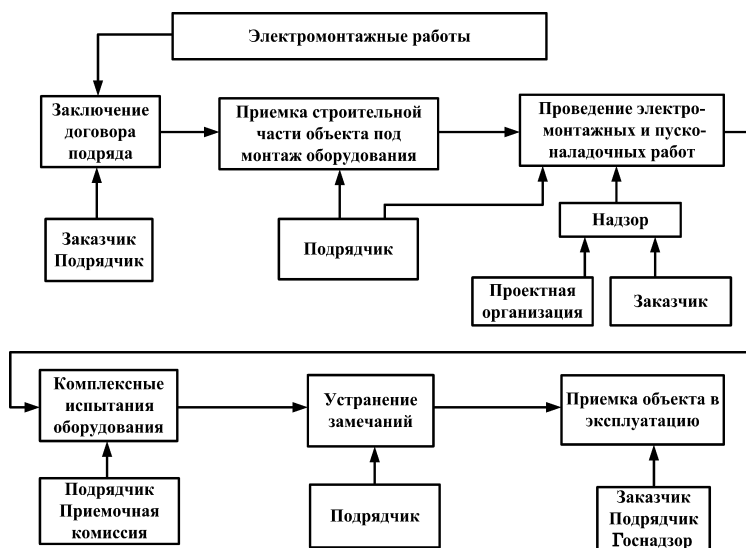 Электромонтажные работы
Заключение
договора
подряда
Приемка строительной
части объекта под
монтаж оборудования
Проведение электро-
монтажных и пуско-
наладочных работ
Заказчик
Подрядчик
Подрядчик
Надзор
Проектная
организация
Заказчик
Комплексные
испытания
оборудования
Устранение
замечаний
Приемка объекта в
эксплуатацию
Подрядчик
Приемочная
комиссия
Подрядчик
Заказчик
Подрядчик
Госнадзор